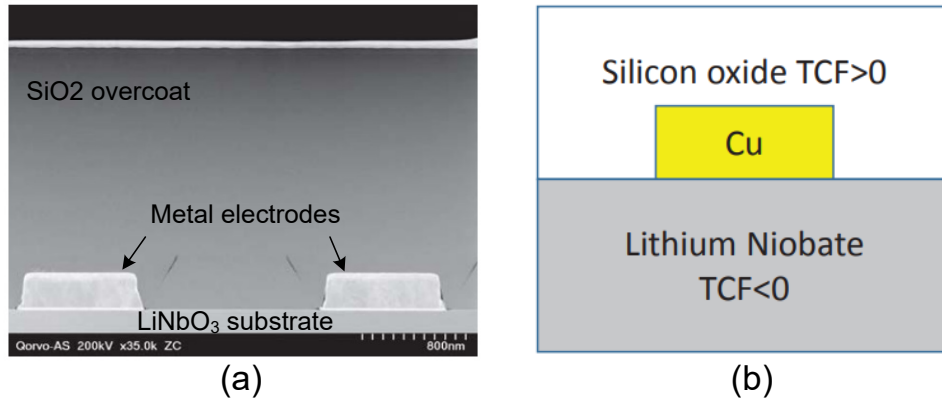 SiO2 overcoat
Metal electrodes
LiNbO₃ substrate
Qorvo-AS 200kV x35.0k ZC
800nm
(a)
Silicon oxide TCF>0
Cu
Lithium Niobate
TCF<0
(b)